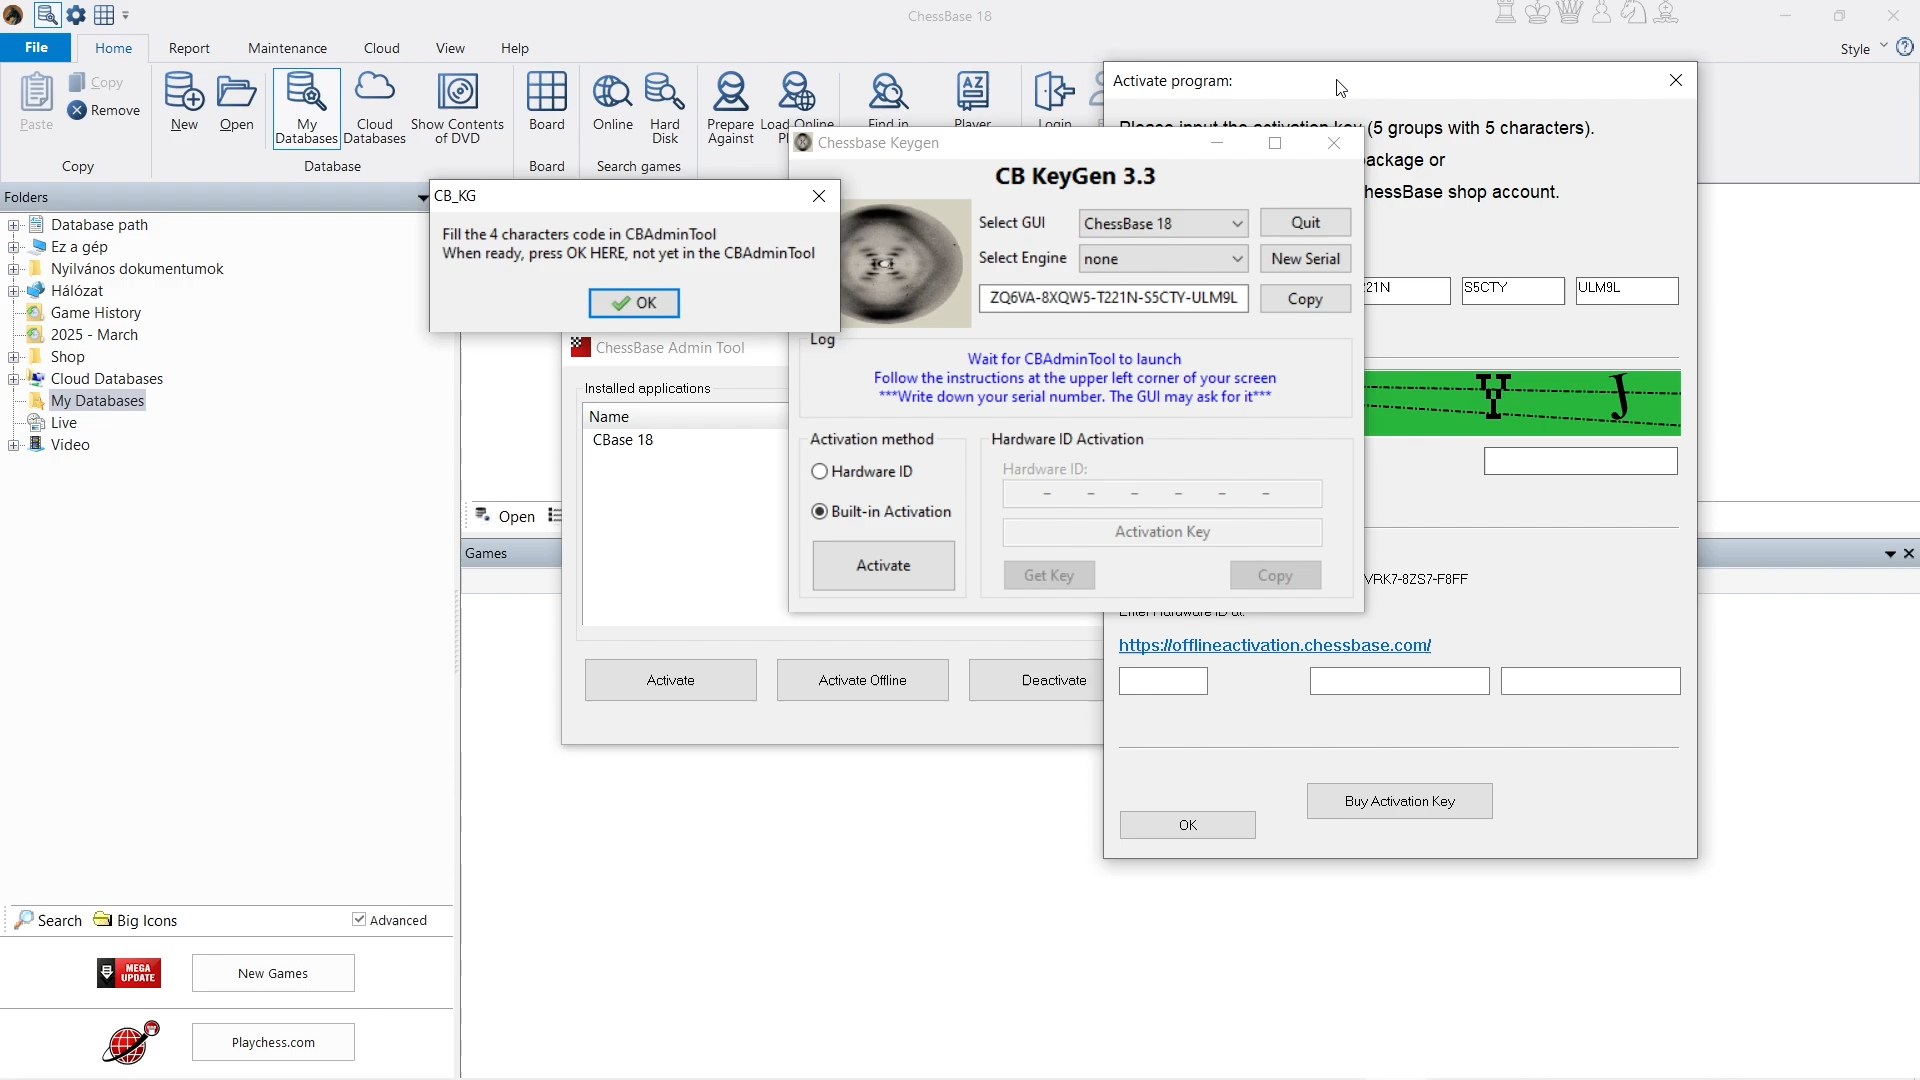 ChessBase 18
File
Home
Report
Maintenance
Cloud
View
Help
Style
Paste
Copy
Remove
New
Open
My Databases
Cloud Databases
Show Contents of DVD
Board
Online
Hard Disk
Prepare Against
Load Online
Find in
Player
Login
Copy
Database
Board
Search games
Folders
Database path
Ez a gép
Nyilvános dokumentumok
Hálózat
Game History
2025 - March
Shop
Cloud Databases
My Databases
Live
Video
Search
Big Icons
Advanced
MEGA UPDATE
New Games
Playchess.com
Open
Games
CB_KG
Fill the 4 characters code in CBAdminTool
When ready, press OK HERE, not yet in the CBAdminTool
OK
ChessBase Admin Tool
Installed applications
Name
CBase 18
Activate
Activate Offline
Deactivate
Chessbase Keygen
CB KeyGen 3.3
Select GUI
ChessBase 18
Quit
Select Engine
none
New Serial
ZQ6VA-8XQW5-T221N-S5CTY-ULM9L
Copy
Log
Wait for CBAdminTool to launch
Follow the instructions at the upper left corner of your screen
***Write down your serial number. The GUI may ask for it***
Activation method
Hardware ID
Built-in Activation
Activate
Hardware ID Activation
Hardware ID:
- - - - - -
Activation Key
Get Key
Copy
Activate program:
Please input the activation key (5 groups with 5 characters).
ackage or
hessBase shop account.
21N
S5CTY
ULM9L
Y J
VRK7-8ZS7-F8FF
Enter Hardware ID at:
https://offlineactivation.chessbase.com/
Buy Activation Key
OK